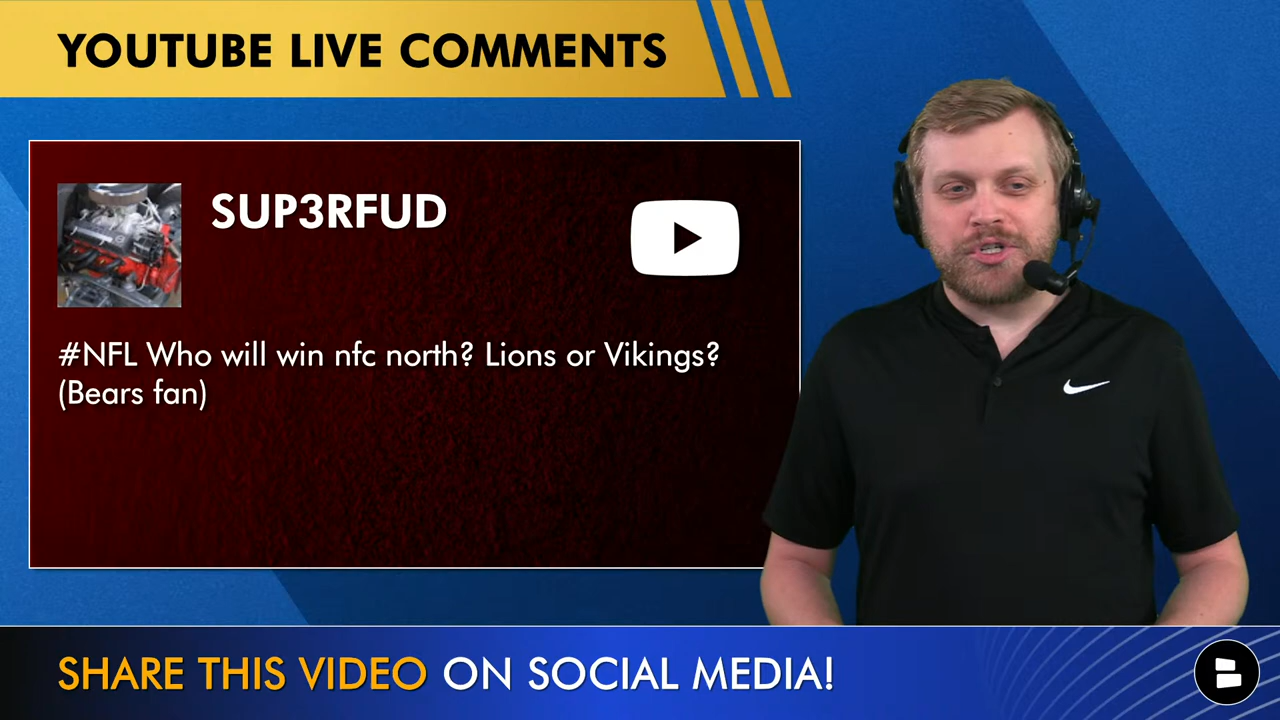 YOUTUBE LIVE COMMENTS
SUP3RFUD
#NFL Who will win nfc north? Lions or Vikings?
(Bears fan)
SHARE THIS VIDEO ON SOCIAL MEDIA!